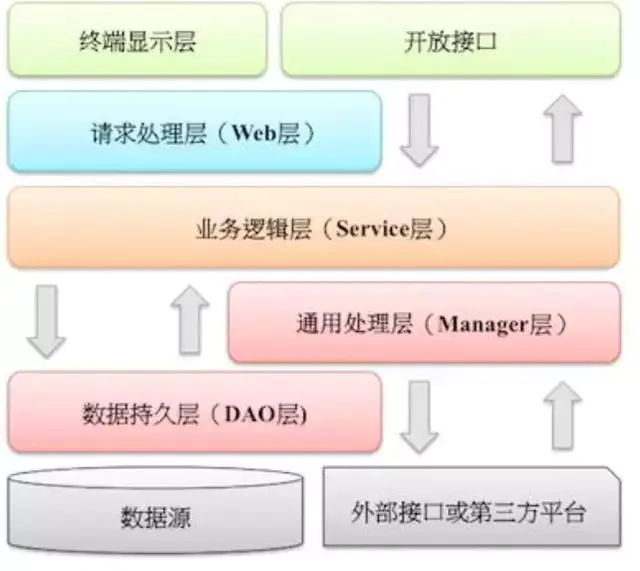 终端显示层
开放接口
请求处理层（Web层）
业务逻辑层（Service层）
通用处理层（Manager层）
数据持久层（DAO层)
数据源
外部接口或第三方平台